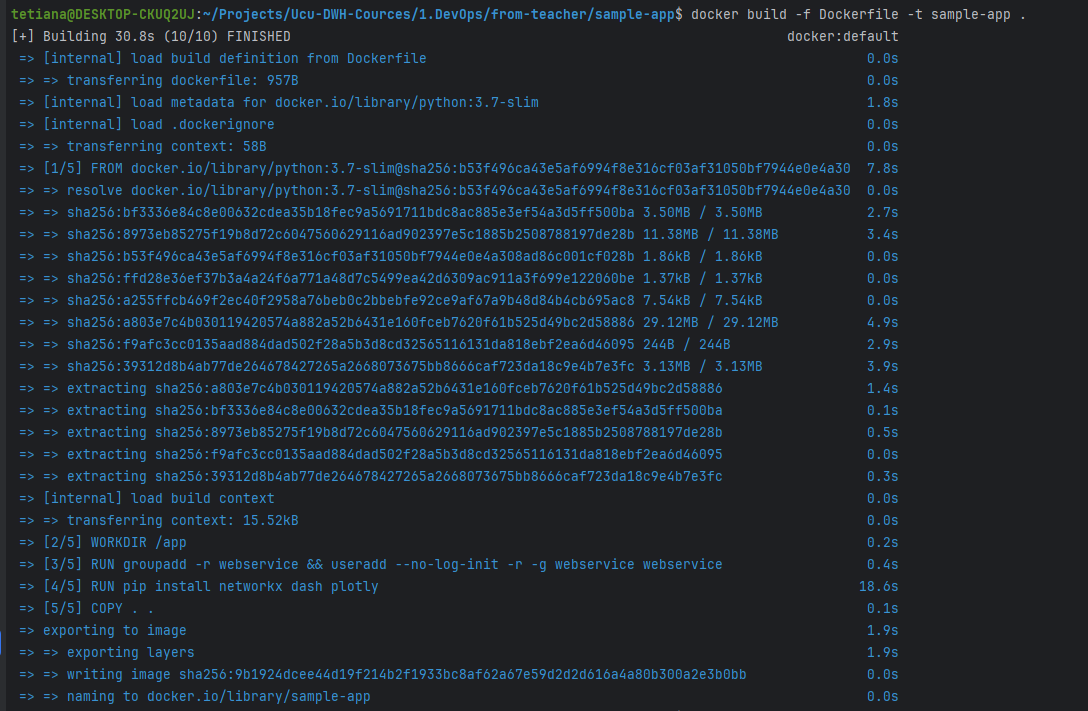 tetiana@DESKTOP-CKUQ2UJ:~/Projects/Ucu-DWH-Cources/1.DevOps/from-teacher/sample-app$ docker build -f Dockerfile -t sample-app .
[+] Building 30.8s (10/10) FINISHED docker:default
=> [internal] load build definition from Dockerfile 0.0s
=> => transferring dockerfile: 957B 0.0s
=> [internal] load metadata for docker.io/library/python:3.7-slim 1.8s
=> [internal] load .dockerignore 0.0s
=> => transferring context: 58B 0.0s
=> [1/5] FROM docker.io/library/python:3.7-slim@sha256:b53f496ca43e5af6994f8e316cf03af31050bf7944e0e4a30 7.8s
=> => resolve docker.io/library/python:3.7-slim@sha256:b53f496ca43e5af6994f8e316cf03af31050bf7944e0e4a30 0.0s
=> => sha256:bf3336e84c8e00632cdea35b18fec9a5691711bdc8ac885e3ef54a3d5ff500ba 3.50MB / 3.50MB 2.7s
=> => sha256:8973eb85275f19b8d72c6047560629116ad902397e5c1885b2508788197de28b 11.38MB / 11.38MB 3.4s
=> => sha256:b53f496ca43e5af6994f8e316cf03af31050bf7944e0e4a308ad86c001cf028b 1.86kB / 1.86kB 0.0s
=> => sha256:ffd28e36ef37b3a4a24f6a771a48d7c5499ea42d6309ac911a3f699e122060be 1.37kB / 1.37kB 0.0s
=> => sha256:a255ffcb469f2ec40f2958a76beb0c2bbebfe92ce9af67a9b48d84b4cb695ac8 7.54kB / 7.54kB 0.0s
=> => sha256:a803e7c4b030119420574a882a52b6431e160fceb7620f61b525d49bc2d58886 29.12MB / 29.12MB 4.9s
=> => sha256:f9afc3cc0135aad884dad502f28a5b3d8cd32565116131da818ebf2ea6d46095 244B / 244B 2.9s
=> => sha256:39312d8b4ab77de264678427265a2668073675bb8666caf723da18c9e4b7e3fc 3.13MB / 3.13MB 3.9s
=> => extracting sha256:a803e7c4b030119420574a882a52b6431e160fceb7620f61b525d49bc2d58886 1.4s
=> => extracting sha256:bf3336e84c8e00632cdea35b18fec9a5691711bdc8ac885e3ef54a3d5ff500ba 0.1s
=> => extracting sha256:8973eb85275f19b8d72c6047560629116ad902397e5c1885b2508788197de28b 0.5s
=> => extracting sha256:f9afc3cc0135aad884dad502f28a5b3d8cd32565116131da818ebf2ea6d46095 0.0s
=> => extracting sha256:39312d8b4ab77de264678427265a2668073675bb8666caf723da18c9e4b7e3fc 0.3s
=> [internal] load build context 0.0s
=> => transferring context: 15.52kB 0.0s
=> [2/5] WORKDIR /app 0.2s
=> [3/5] RUN groupadd -r webservice && useradd --no-log-init -r -g webservice webservice 0.4s
=> [4/5] RUN pip install networkx dash plotly 18.6s
=> [5/5] COPY . . 0.1s
=> exporting to image 1.9s
=> => exporting layers 1.9s
=> => writing image sha256:9b1924dcee44d19f214b2f1933bc8af62a67e59d2d2d616a4a80b300a2e3b0bb 0.0s
=> => naming to docker.io/library/sample-app 0.0s